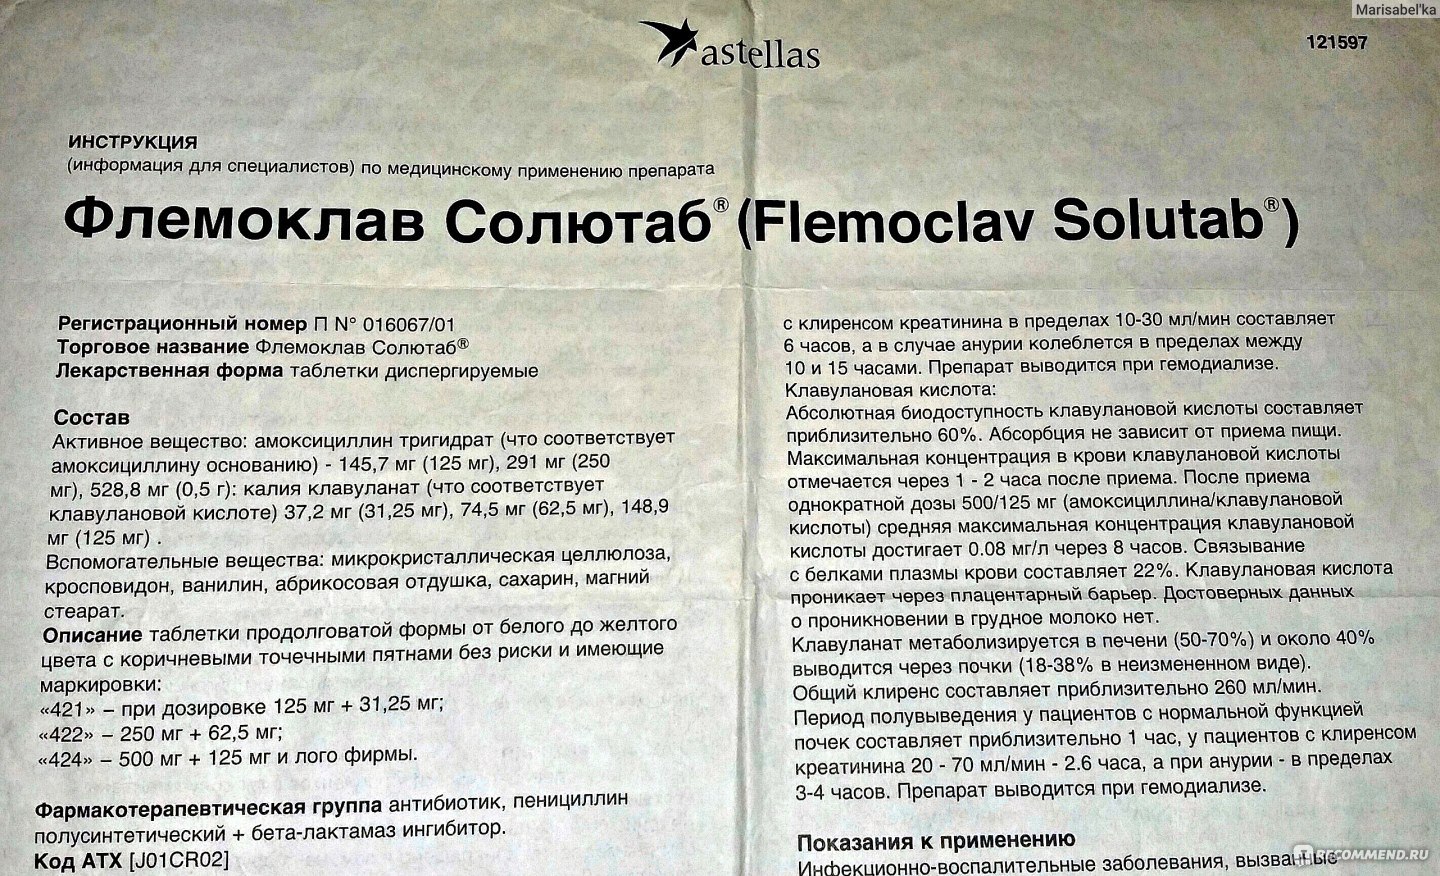 Marisabel'ka
astellas
121597
ИНСТРУКЦИЯ
(информация для специалистов) по медицинскому применению препарата
Флемоклав Солютаб® (Flemoclav Solutab®)
Регистрационный номер П N° 016067/01
Торговое название Флемоклав Солютаб®
Лекарственная форма таблетки диспергируемые
Состав
Активное вещество: амоксициллин тригидрат (что соответствует
амоксициллину основанию) - 145,7 мг (125 мг), 291 мг (250
мг), 528,8 мг (0,5 г): калия клавуланат (что соответствует
клавулановой кислоте) 37,2 мг (31,25 мг), 74,5 мг (62,5 мг), 148,9
мг (125 мг) .
Вспомогательные вещества: микрокристаллическая целлюлоза,
кросповидон, ванилин, абрикосовая отдушка, сахарин, магний
стеарат.
Описание таблетки продолговатой формы от белого до желтого
цвета с коричневыми точечными пятнами без риски и имеющие
маркировки:
«421» – при дозировке 125 мг + 31,25 мг;
«422» – 250 мг + 62,5 мг;
«424» – 500 мг + 125 мг и лого фирмы.
Фармакотерапевтическая группа антибиотик, пенициллин
полусинтетический + бета-лактамаз ингибитор.
Код АТХ [J01CR02]
с клиренсом креатинина в пределах 10-30 мл/мин составляет
6 часов, а в случае анурии колеблется в пределах между
10 и 15 часами. Препарат выводится при гемодиализе.
Клавулановая кислота:
Абсолютная биодоступность клавулановой кислоты составляет
приблизительно 60%. Абсорбция не зависит от приема пищи.
Максимальная концентрация в крови клавулановой кислоты
отмечается через 1 - 2 часа после приема. После приема
однократной дозы 500/125 мг (амоксициллина/клавулановой
кислоты) средняя максимальная концентрация клавулановой
кислоты достигает 0.08 мг/л через 8 часов. Связывание
с белками плазмы крови составляет 22%. Клавулановая кислота
проникает через плацентарный барьер. Достоверных данных
о проникновении в грудное молоко нет.
Клавуланат метаболизируется в печени (50-70%) и около 40%
выводится через почки (18-38% в неизмененном виде).
Общий клиренс составляет приблизительно 260 мл/мин.
Период полувыведения у пациентов с нормальной функцией
почек составляет приблизительно 1 час, у пациентов с клиренсом
креатинина 20 - 70 мл/мин - 2.6 часа, а при анурии - в пределах
3-4 часов. Препарат выводится при гемодиализе.
Показания к применению
Инфекционно-воспалительные заболевания, вызванные
IRECOMMEND.RU